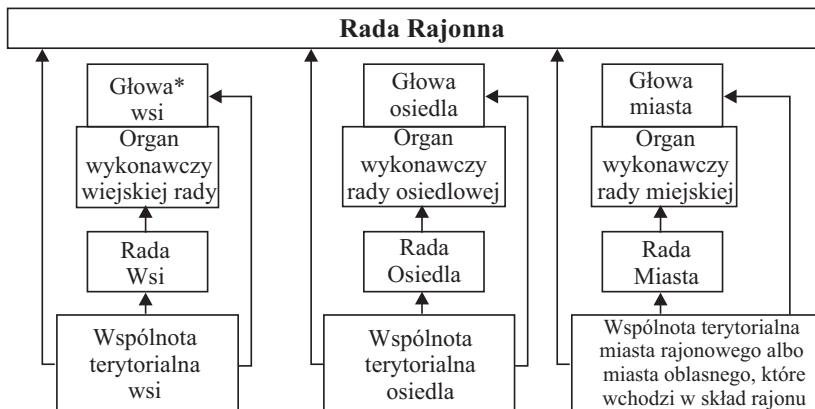 Rada Rajonna
Głowa*
wsi
Organ
wykonawczy
wiejskiej rady
Rada
Wsi
Wspólnota
terytorialna
wsi
Głowa
osiedla
Organ
wykonawczy
rady osiedlowej
Rada
Osiedla
Wspólnota
terytorialna
osiedla
Głowa
miasta
Organ
wykonawczy
rady miejskiej
Rada
Miasta
Wspólnota terytorialna
miasta rajonowego albo
miasta oblasnego, które
wchodzi w skład rajonu